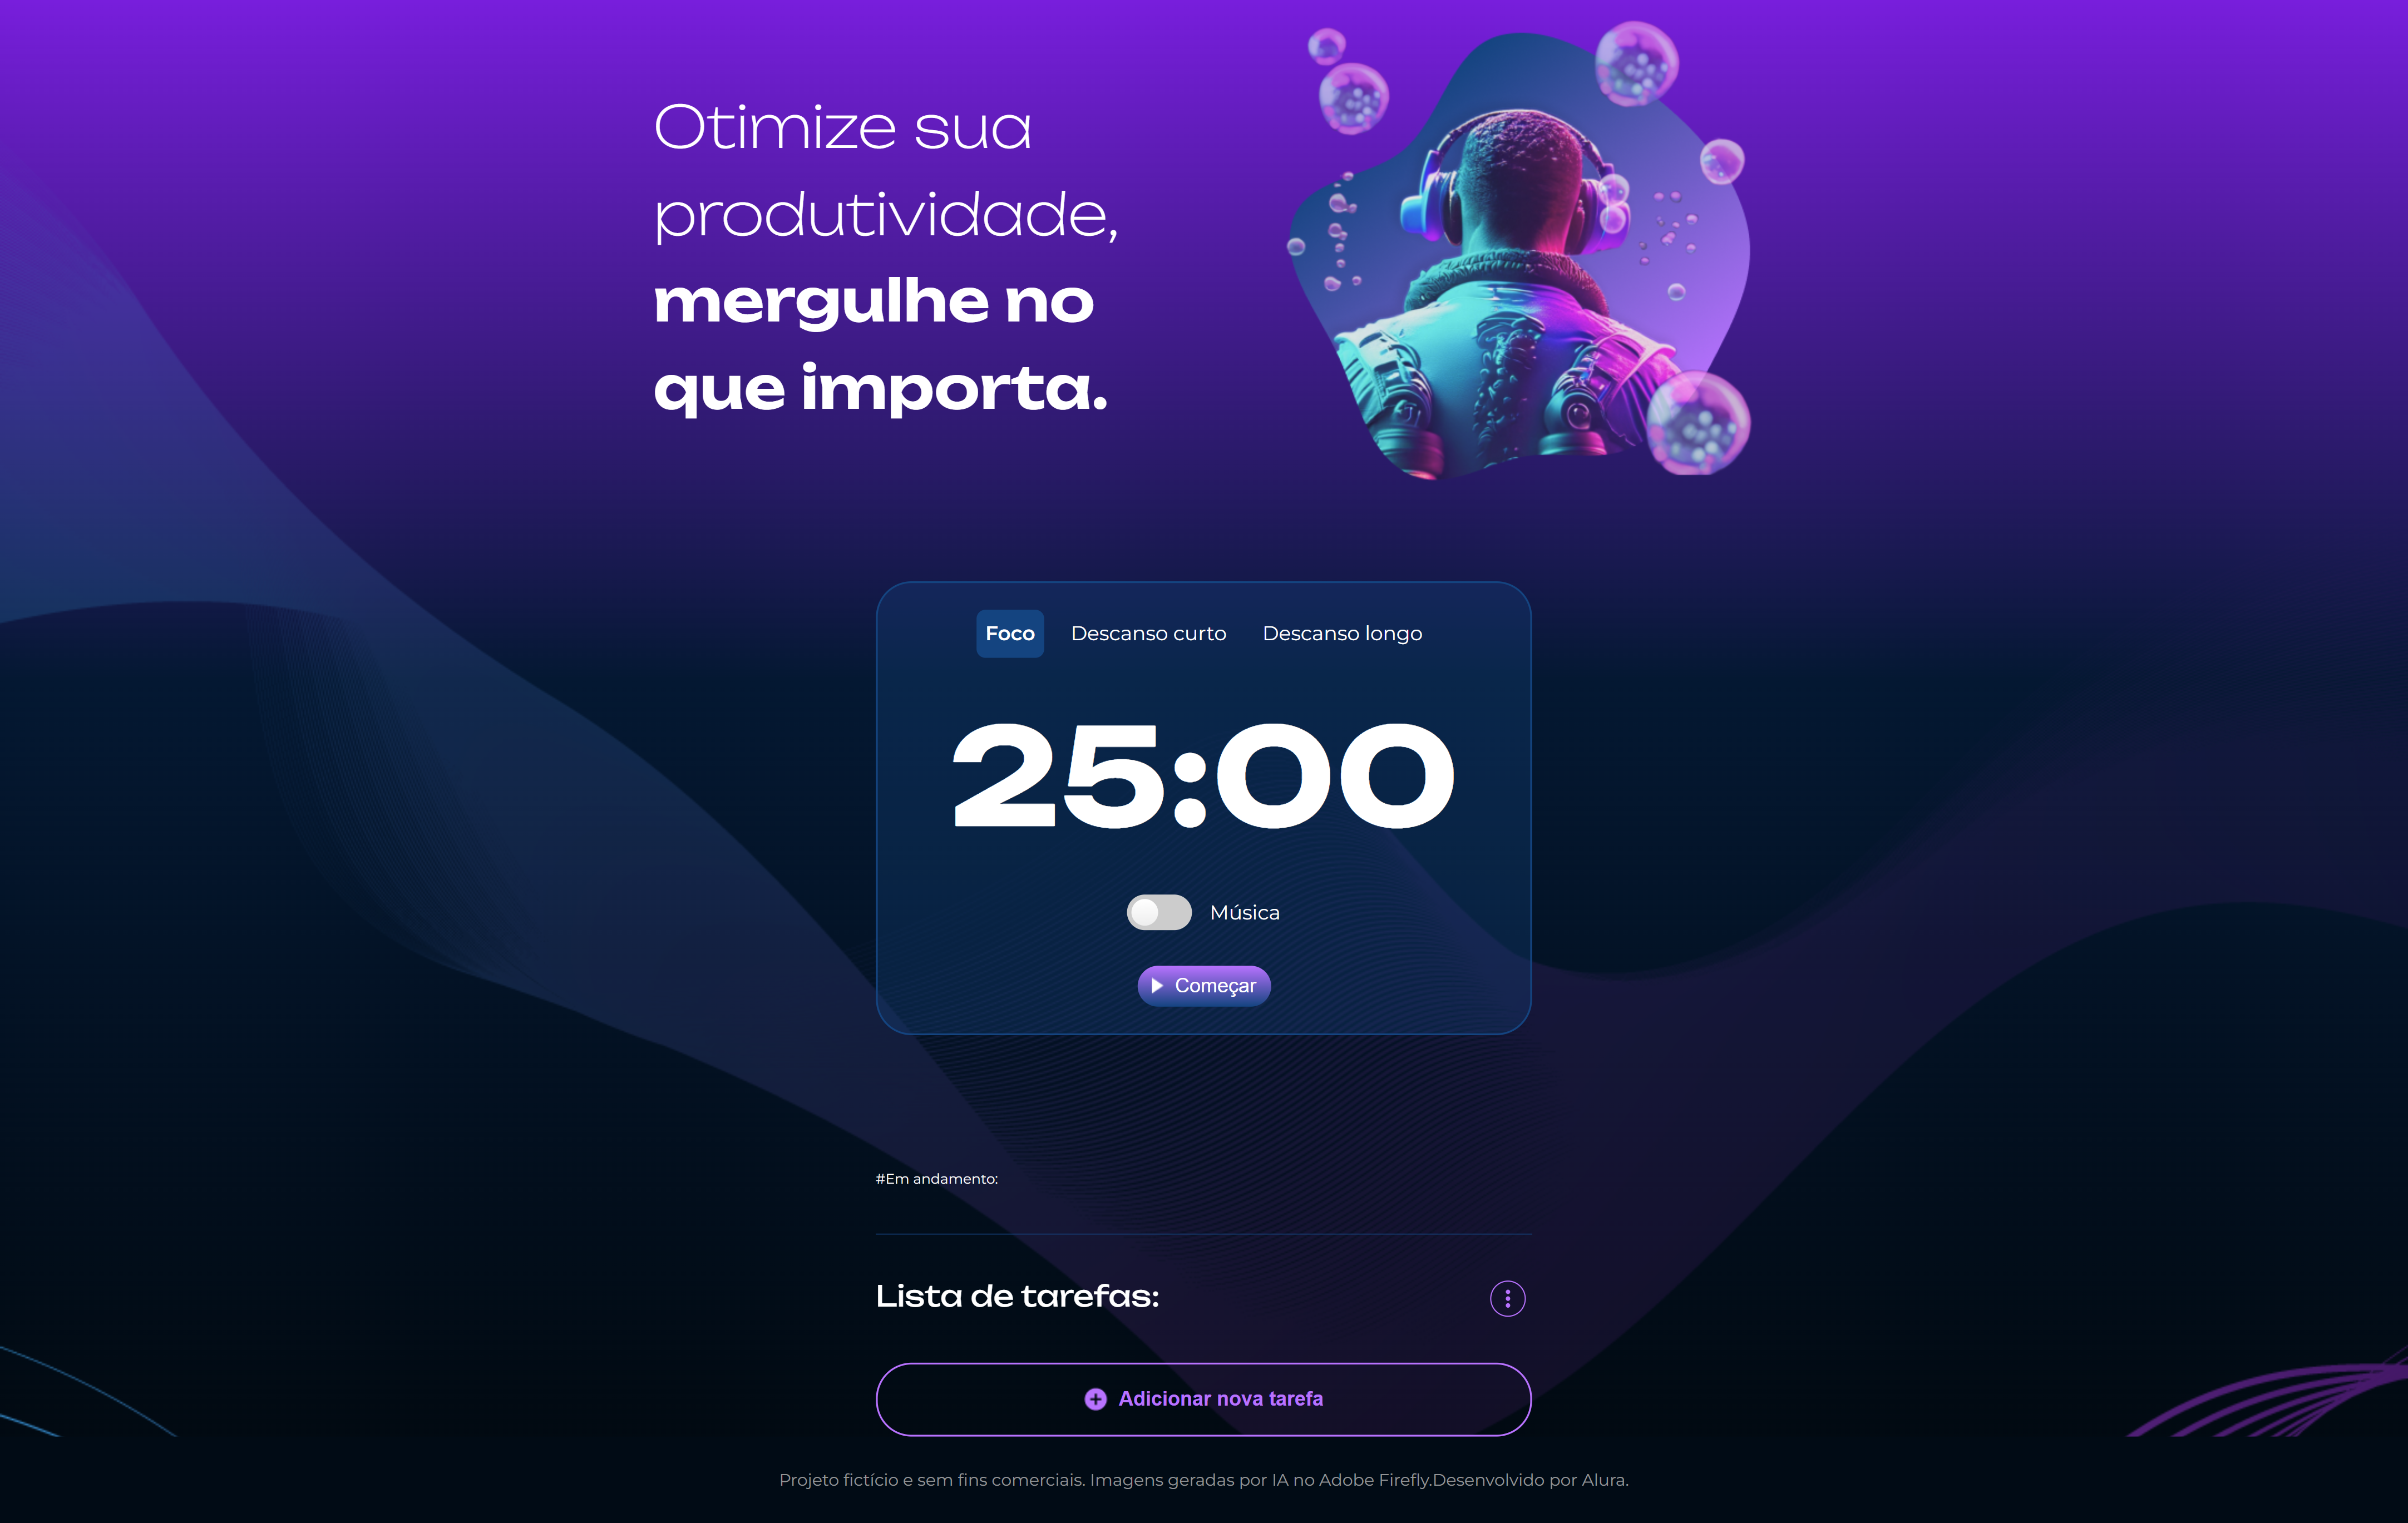 Otimize sua
produtividade,
mergulhe no
que importa.
Foco Descanso curto Descanso longo
25:00
Música
Começar
#Em andamento:
Lista de tarefas:
Adicionar nova tarefa
Projeto fictício e sem fins comerciais. Imagens geradas por IA no Adobe Firefly.Desenvolvido por Alura.